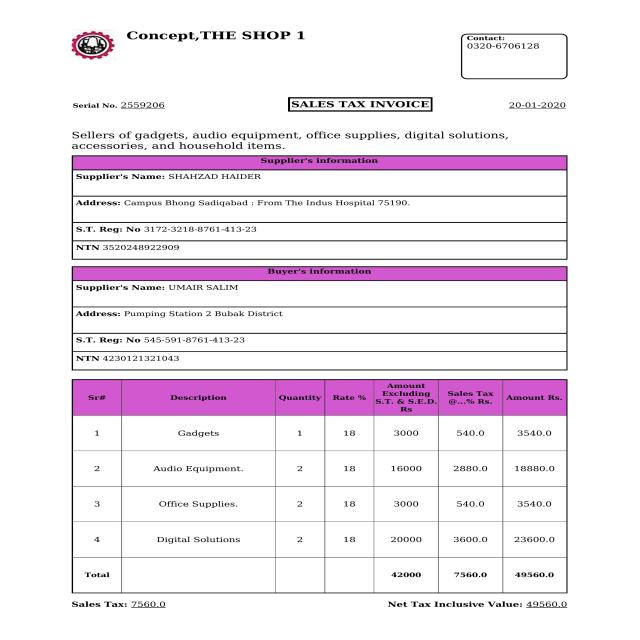 Concept,THE SHOP 1
Contact:
0320-6706128
Serial No. 2559206
SALES TAX INVOICE
20-01-2020
Sellers of gadgets, audio equipment, office supplies, digital solutions,
accessories, and household items.
Supplier's information
Supplier's Name: SHAHZAD HAIDER
Address: Campus Bhong Sadiqabad : From The Indus Hospital 75190.
S.T. Reg: No 3172-3218-8761-413-23
NTN 3520248922909
Buyer's information
Supplier's Name: UMAIR SALIM
Address: Pumping Station 2 Bubak District
S.T. Reg: No 545-591-8761-413-23
NTN 4230121321043
Sr# Description Quantity Rate % Amount Excluding S.T. & S.E.D. Rs Sales Tax @...% Rs. Amount Rs.
1 Gadgets 1 18 3000 540.0 3540.0
2 Audio Equipment. 2 18 16000 2880.0 18880.0
3 Office Supplies. 2 18 3000 540.0 3540.0
4 Digital Solutions 2 18 20000 3600.0 23600.0
Total 42000 7560.0 49560.0
Sales Tax: 7560.0
Net Tax Inclusive Value: 49560.0